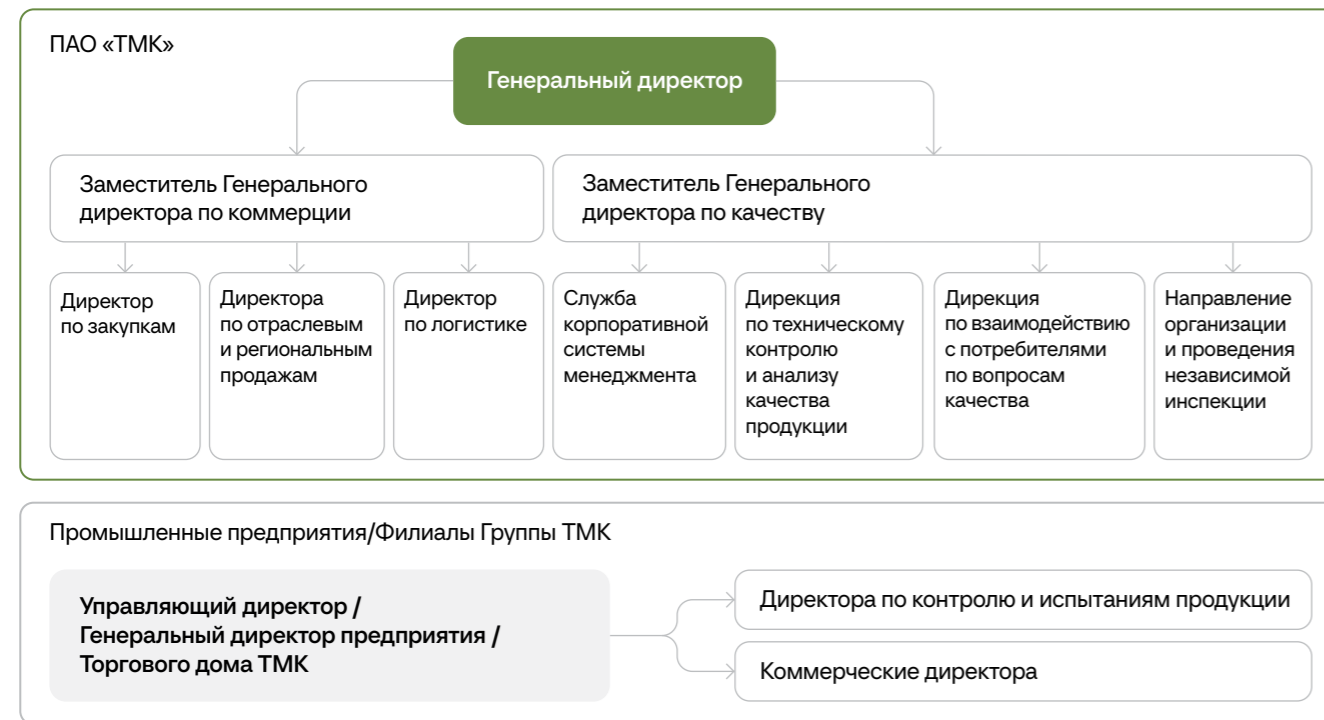 ПАО «ТМК»
Генеральный директор
Заместитель Генерального
директора по коммерции
Заместитель Генерального
директора по качеству
Директор
по закупкам
Директора
по отраслевым
и региональным
продажам
Директор
по логистике
Служба
корпоративной
системы
менеджмента
Дирекция
по техническому
контролю
и анализу
качества
продукции
Дирекция
по взаимодействию
с потребителями
по вопросам
качества
Направление
организации
и проведения
независимой
инспекции
Промышленные предприятия/Филиалы Группы ТМК
Управляющий директор /
Генеральный директор предприятия /
Торгового дома ТМК
Директора по контролю и испытаниям продукции
Коммерческие директора